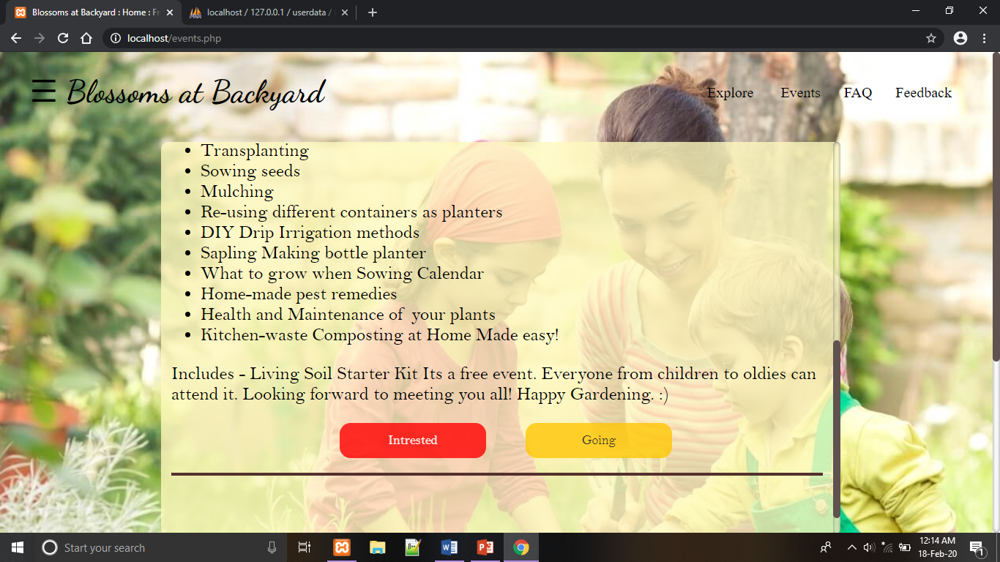 Blossoms at Backyard : Home : Fr
localhost / 127.0.0.1 / userdata /
localhost/events.php
Blossoms at Backyard
Explore Events FAQ Feedback
• Transplanting
• Sowing seeds
• Mulching
• Re-using different containers as planters
• DIY Drip Irrigation methods
• Sapling Making bottle planter
• What to grow when Sowing Calendar
• Home-made pest remedies
• Health and Maintenance of your plants
• Kitchen-waste Composting at Home Made easy!
Includes - Living Soil Starter Kit Its a free event. Everyone from children to oldies can
attend it. Looking forward to meeting you all! Happy Gardening. :)
Intrested Going
Start your search
12:14 AM
18-Feb-20
1